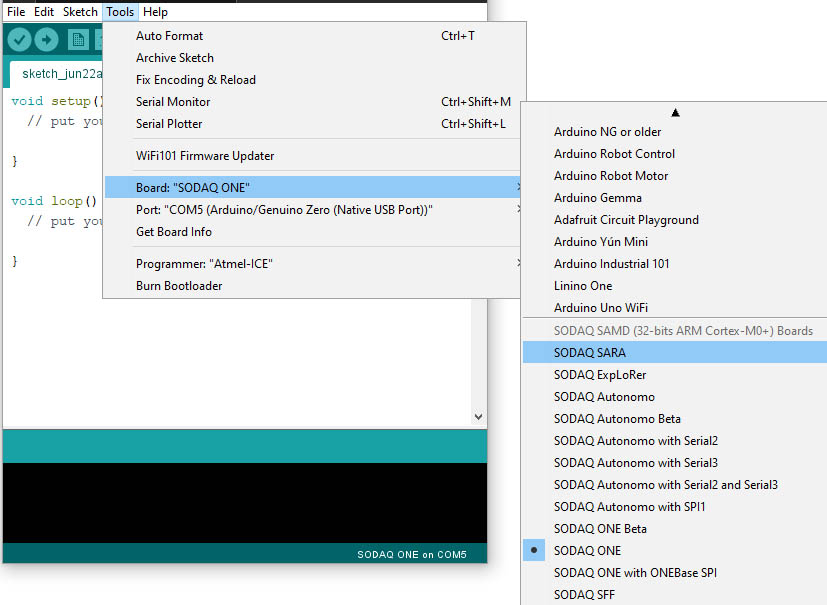 File Edit Sketch Tools Help
sketch_jun22a
void setup()
// put you
}
void loop()
// put you
}
SODAQ ONE on COM5
Auto Format Ctrl+T
Archive Sketch
Fix Encoding & Reload
Serial Monitor Ctrl+Shift+M
Serial Plotter Ctrl+Shift+L
WiFi101 Firmware Updater
Board: "SODAQ ONE"
Port: "COM5 (Arduino/Genuino Zero (Native USB Port))"
Get Board Info
Programmer: "Atmel-ICE"
Burn Bootloader
Arduino NG or older
Arduino Robot Control
Arduino Robot Motor
Arduino Gemma
Adafruit Circuit Playground
Arduino Yún Mini
Arduino Industrial 101
Linino One
Arduino Uno WiFi
SODAQ SAMD (32-bits ARM Cortex-M0+) Boards
SODAQ SARA
SODAQ ExpLoRer
SODAQ Autonomo
SODAQ Autonomo Beta
SODAQ Autonomo with Serial2
SODAQ Autonomo with Serial3
SODAQ Autonomo with Serial2 and Serial3
SODAQ Autonomo with SPI1
SODAQ ONE Beta
SODAQ ONE
SODAQ ONE with ONEBase SPI
SODAQ SFF